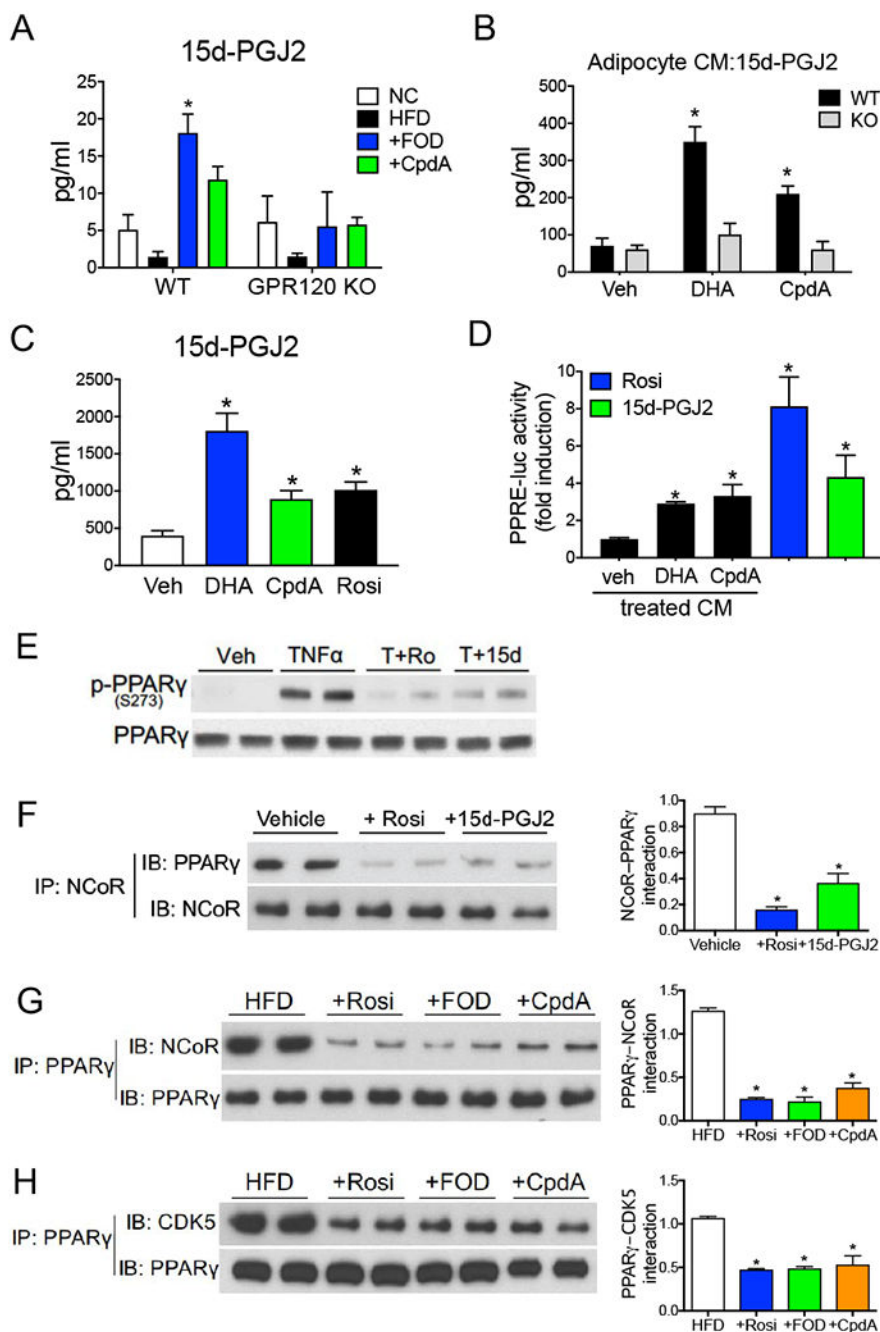 A
15d-PGJ2
NC
HFD
+FOD
+CpdA
*
pg/ml
25
20
15
10
5
0
WT
GPR120 KO
B
Adipocyte CM:15d-PGJ2
WT
KO
*
*
pg/ml
500
400
300
200
100
0
Veh
DHA
CpdA
C
15d-PGJ2
pg/ml
2500
2000
1500
1000
500
0
*
*
*
Veh
DHA
CpdA
Rosi
D
Rosi
15d-PGJ2
PPRE-luc activity
(fold induction)
10
8
6
4
2
0
*
*
*
*
veh
DHA
CpdA
treated CM
E
Veh
TNFα
T+Ro
T+15d
p-PPARγ
(S273)
PPARγ
F
Vehicle
+ Rosi
+15d-PGJ2
IP: NCoR
IB: PPARγ
IB: NCoR
NCoR–PPARγ
interaction
1.0
0.8
0.6
0.4
0.2
0
*
*
Vehicle
+Rosi
+15d-PGJ2
G
HFD
+Rosi
+FOD
+CpdA
IP: PPARγ
IB: NCoR
IB: PPARγ
PPARγ–NCoR
interaction
1.5
1.0
0.5
0.0
*
*
*
HFD
+Rosi
+FOD
+CpdA
H
HFD
+Rosi
+FOD
+CpdA
IP: PPARγ
IB: CDK5
IB: PPARγ
PPARγ–CDK5
interaction
1.5
1.0
0.5
0.0
*
*
*
HFD
+Rosi
+FOD
+CpdA